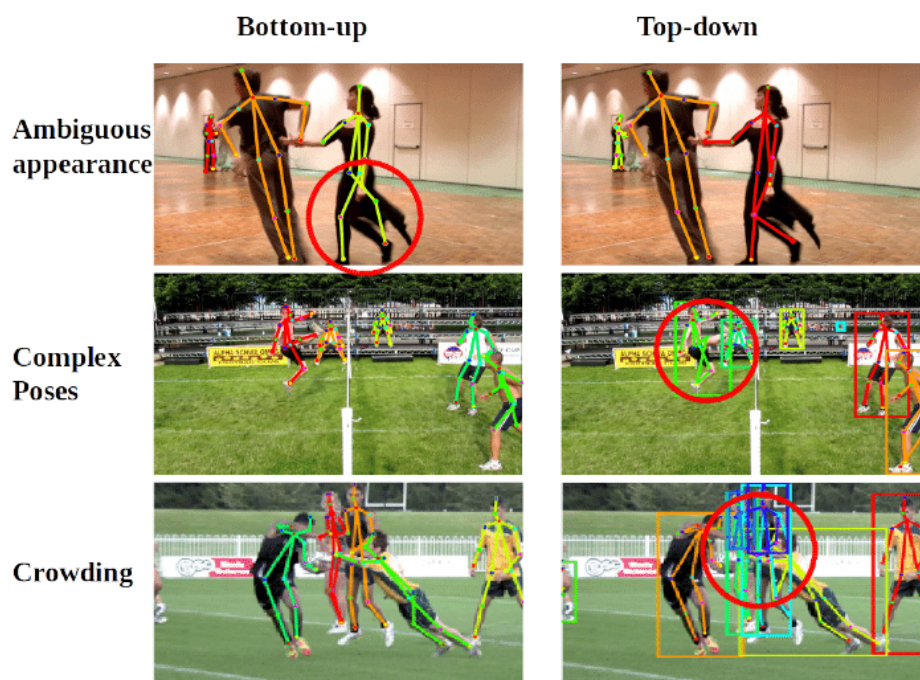 Bottom-up
Top-down
Ambiguous
appearance
Complex
Poses
Crowding